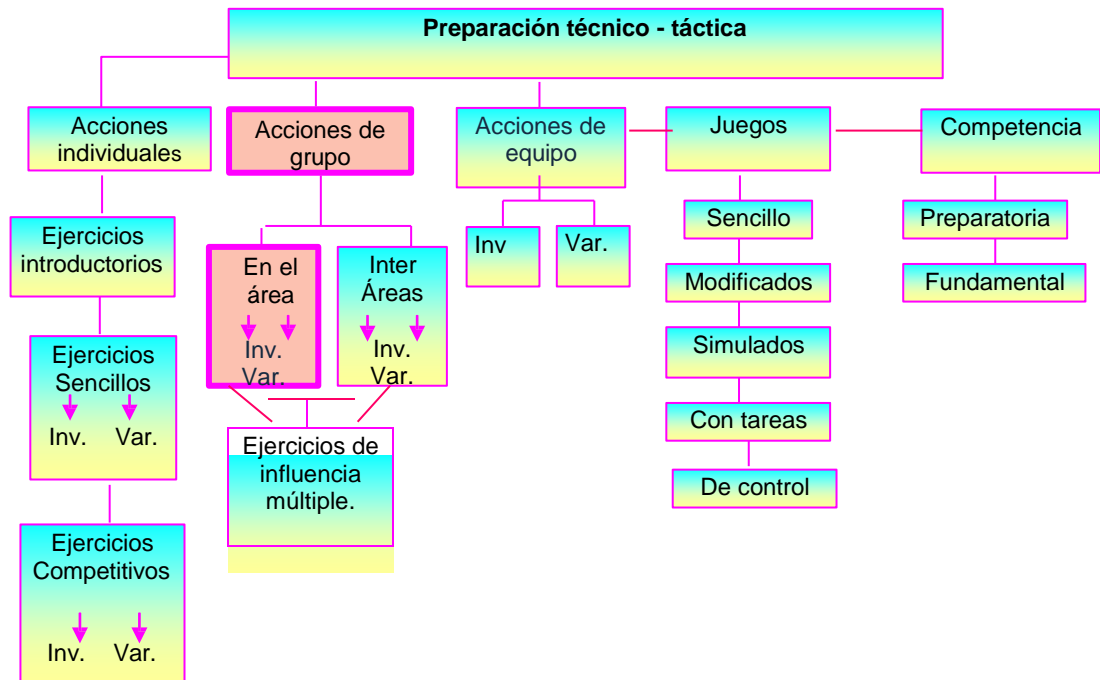 Preparación técnico - táctica
Acciones
individuales
Acciones de
grupo
Acciones de
equipo
Juegos
Competencia
Ejercicios
introductorios
En el
área
Inv.
Var.
Inter
Áreas
Inv.
Var.
Inv
Var.
Sencillo
Preparatoria
Modificados
Fundamental
Ejercicios
Sencillos
Inv. Var.
Simulados
Ejercicios de
influencia
múltiple.
Con tareas
De control
Ejercicios
Competitivos
Inv. Var.